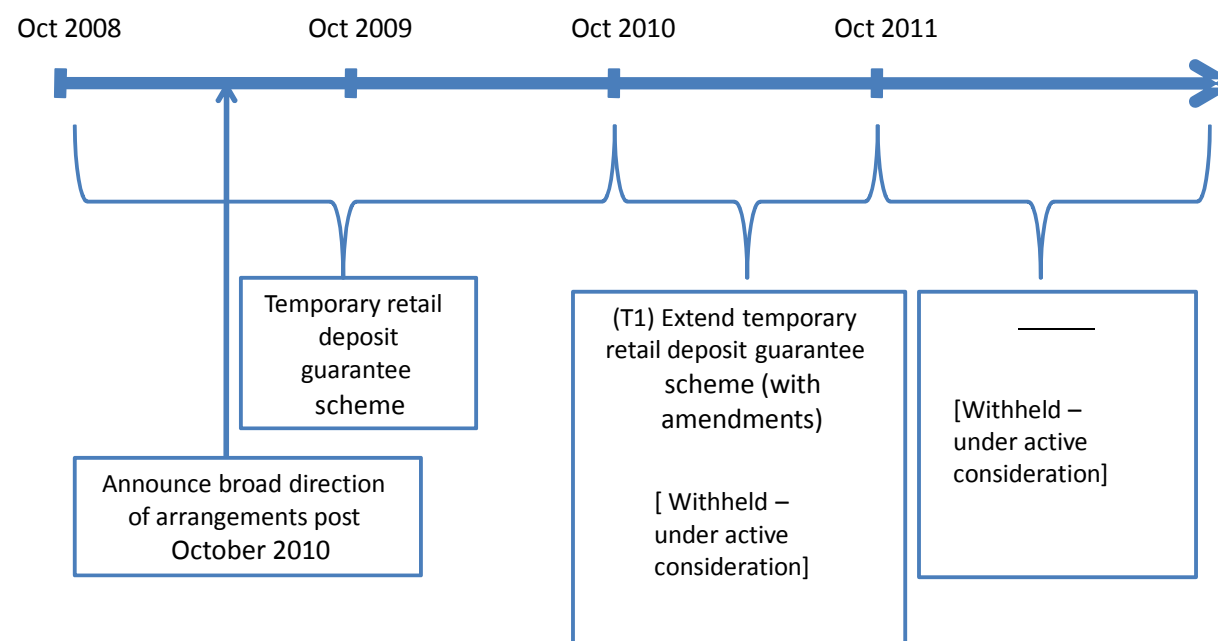 Oct 2008
Oct 2009
Oct 2010
Oct 2011
Temporary retail
deposit
guarantee
scheme
Announce broad direction
of arrangements post
October 2010
(T1) Extend temporary
retail deposit guarantee
scheme (with
amendments)
[ Withheld –
under active
consideration]
[Withheld –
under active
consideration]